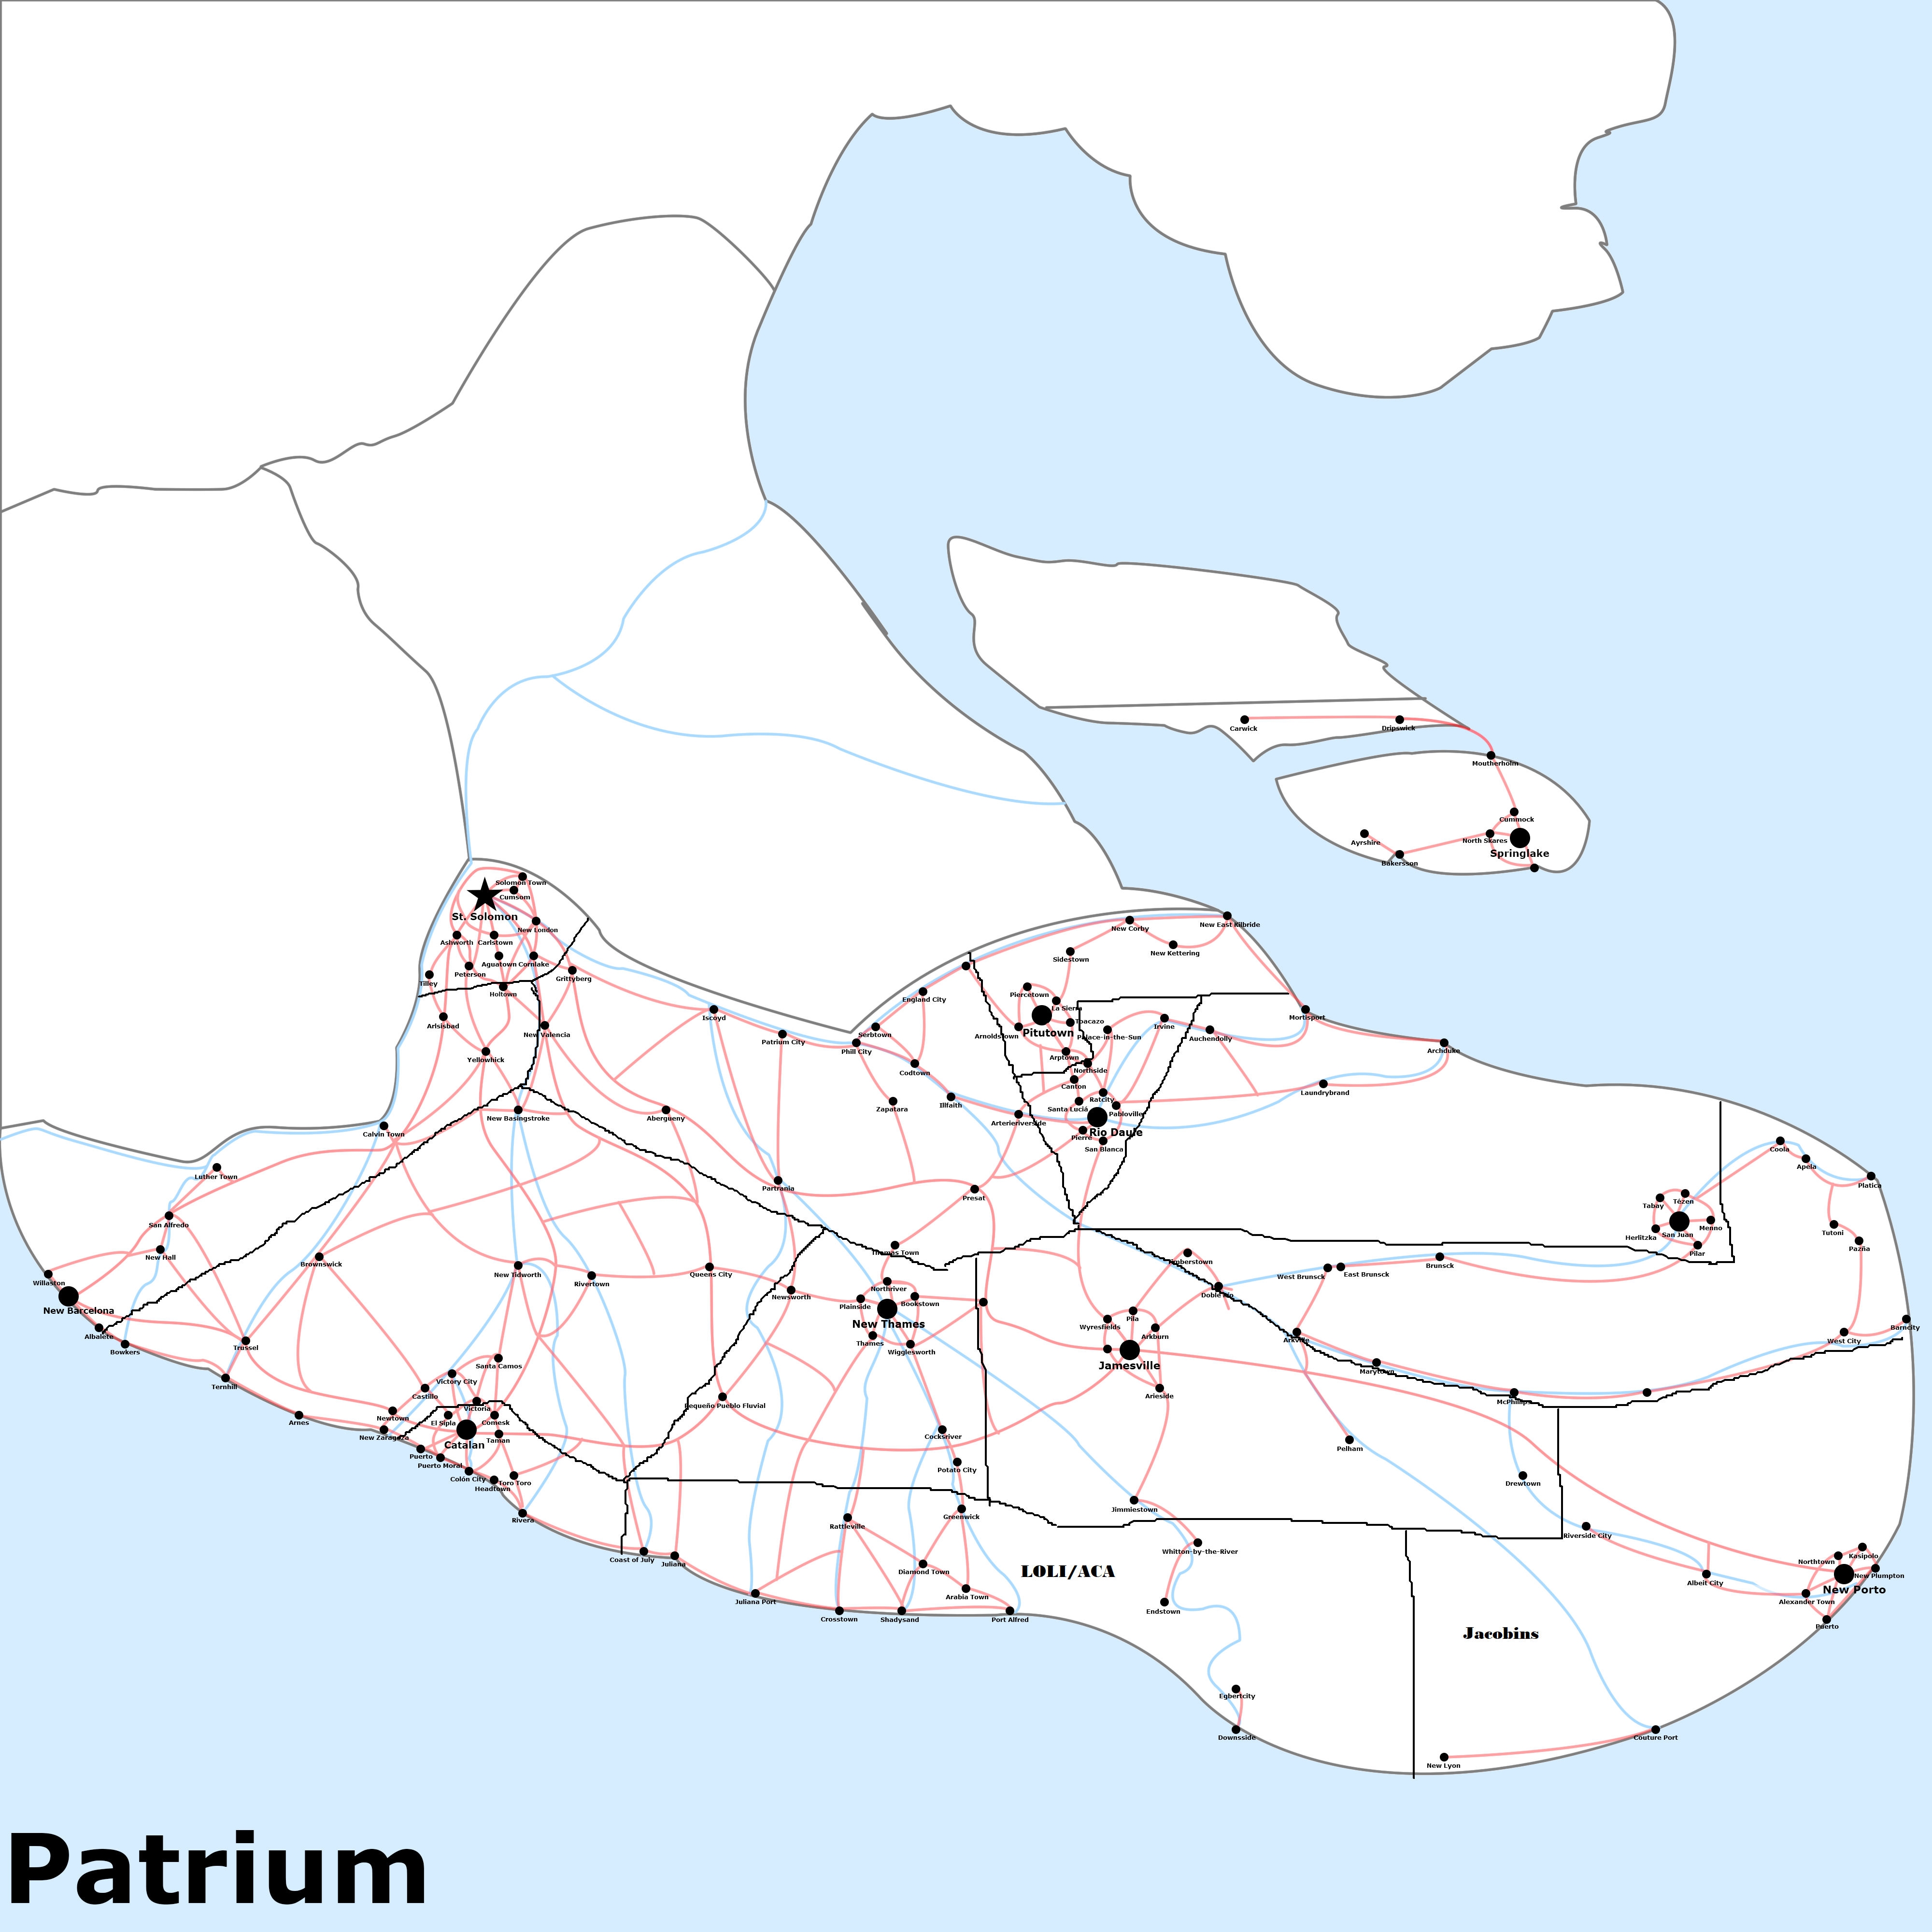 Carwick
Dripswick
Moutherholm
Cummock
Ayrshire
North Skares
Springlake
Bakersson
Solomon Town
Cumsom
St. Solomon
New London
New Corby
New East Kilbride
Ashworth
Carlstown
New Kettering
Sidestown
Aguatown
Cornlake
Peterson
Grittyberg
Tilley
Holtown
Piercetown
England City
La Sierra
Iscoyd
Arlsisbad
Toacazo
Mortisport
Irvine
New Valencia
Serbtown
Arnoldstown
Pitutown
Palace-in-the-Sun
Auchendolly
Patrium City
Phill City
Archduke
Yellowhick
Arptown
Codtown
Northside
Canton
Laundrybrand
Ratcity
Illfaith
Zapatara
Santa Luciá
Pabloville
New Basingstroke
Abergueny
Arterieriverside
Rio Daule
Calvin Town
Pierre
San Blanca
Coola
Apela
Luther Town
Platica
Partrania
Presat
Tezen
Tabay
San Alfredo
Menno
Tutoni
San Juan
Herlitzka
Pazña
Pilar
Thomas Town
New Hall
Amberstown
Brownswick
Brunsck
New Tidworth
Queens City
West Brunsck
East Brunsck
Willaston
Rivertown
Northriver
Doble Rio
Newsworth
Plainside
Bookstown
New Barcelona
New Thames
Wyresfields
Pila
Barncity
Albalete
Arkburn
Arkville
Thames
West City
Trussel
Bowkers
Wigglesworth
Jamesville
Santa Camos
Marytown
Victory City
Ternhill
Castillo
Arieside
McPhilips
Pequeño Pueblo Fluvial
Victoria
Newtown
Arnes
El Sipla
Comesk
New Zaragoza
Cocksriver
Catalan
Taman
Pelham
Puerto
Puerto Moral
Potato City
Colón City
Toro Toro
Drewtown
Headtown
Jimmiestown
Greenwick
Rivera
Rattleville
Riverside City
Whitton-by-the-River
Kasipolo
Coast of July
Northtown
Juliana
LOLI/ACA
Diamond Town
New Plumpton
Albeit City
New Porto
Arabia Town
Juliana Port
Alexander Town
Endstown
Crosstown
Shadysand
Port Alfred
Puerto
Jacobins
Egbertcity
Downsside
Couture Port
New Lyon
Patrium